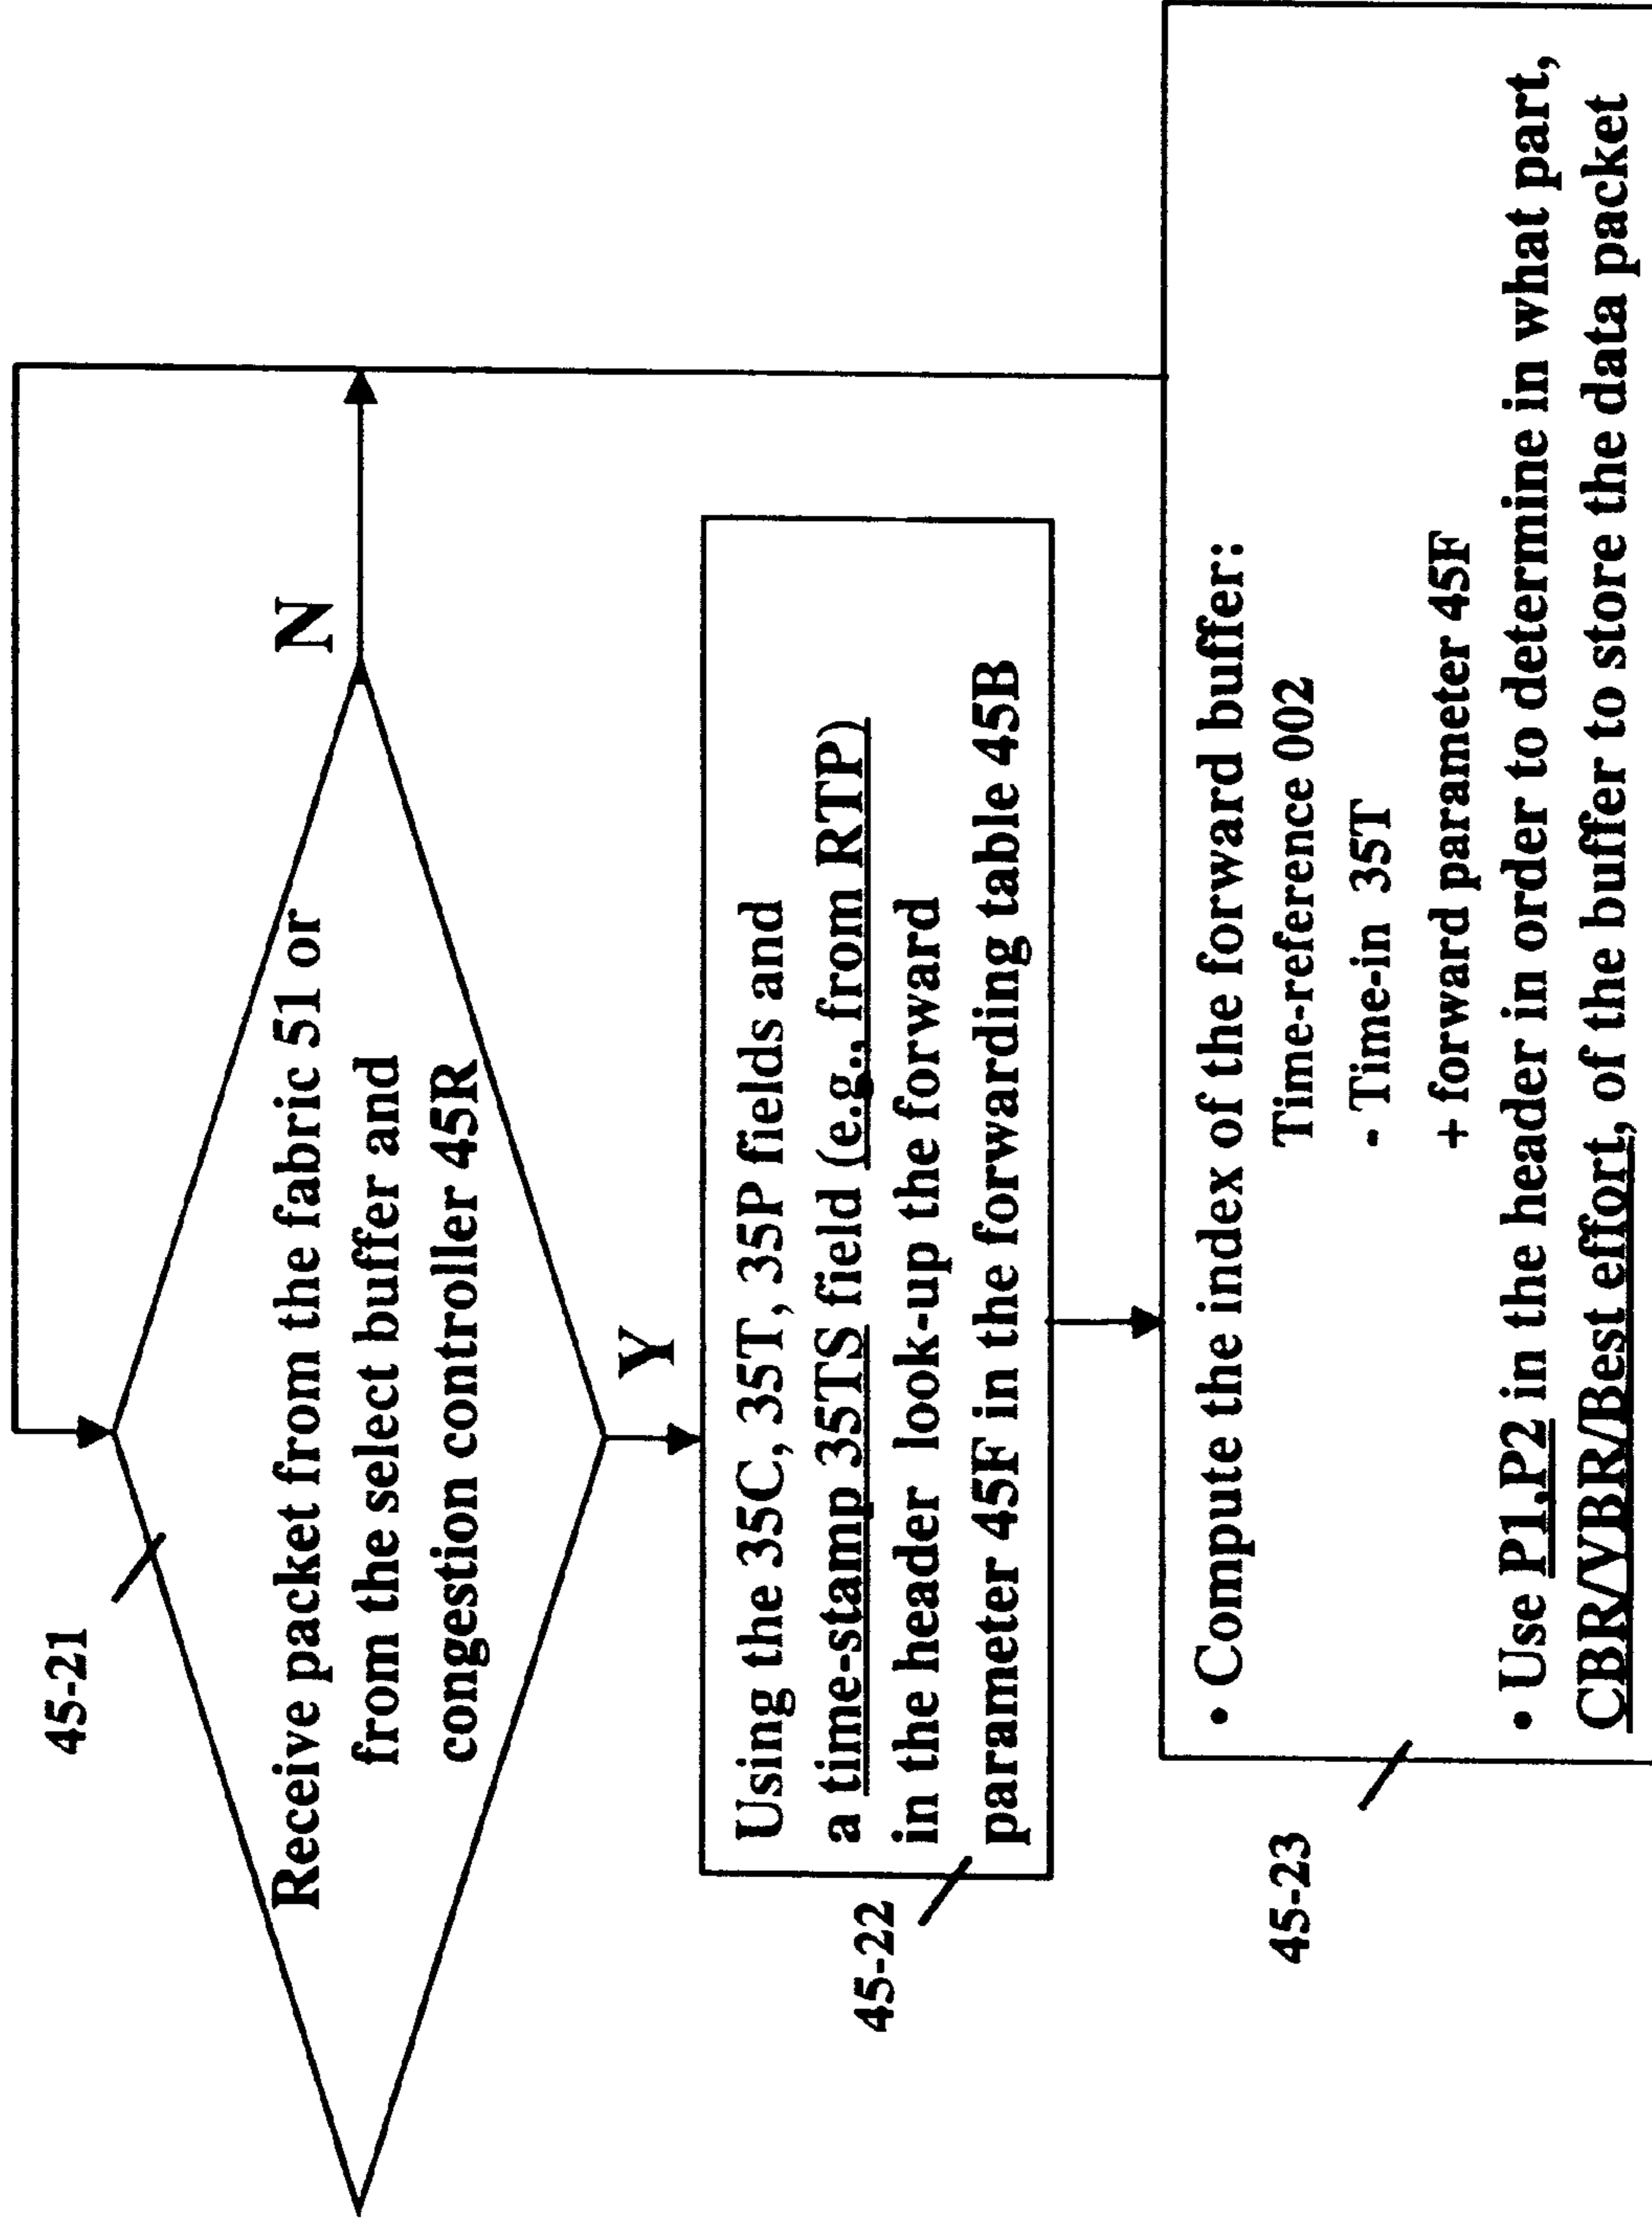 45-21
Receive packet from the fabric 51 or
from the select buffer and
congestion controller 45R
N
Y
45-22
Using the 35C, 35T, 35P fields and
a time-stamp 35TS field (e.g., from RTP)
in the header look-up the forward
parameter 45F in the forwarding table 45B
45-23
• Compute the index of the forward buffer:
Time-reference 002
- Time-in 35T
+ forward parameter 45F
• Use P1,P2 in the header in order to determine in what part,
CBR/VBR/Best effort, of the buffer to store the data packet